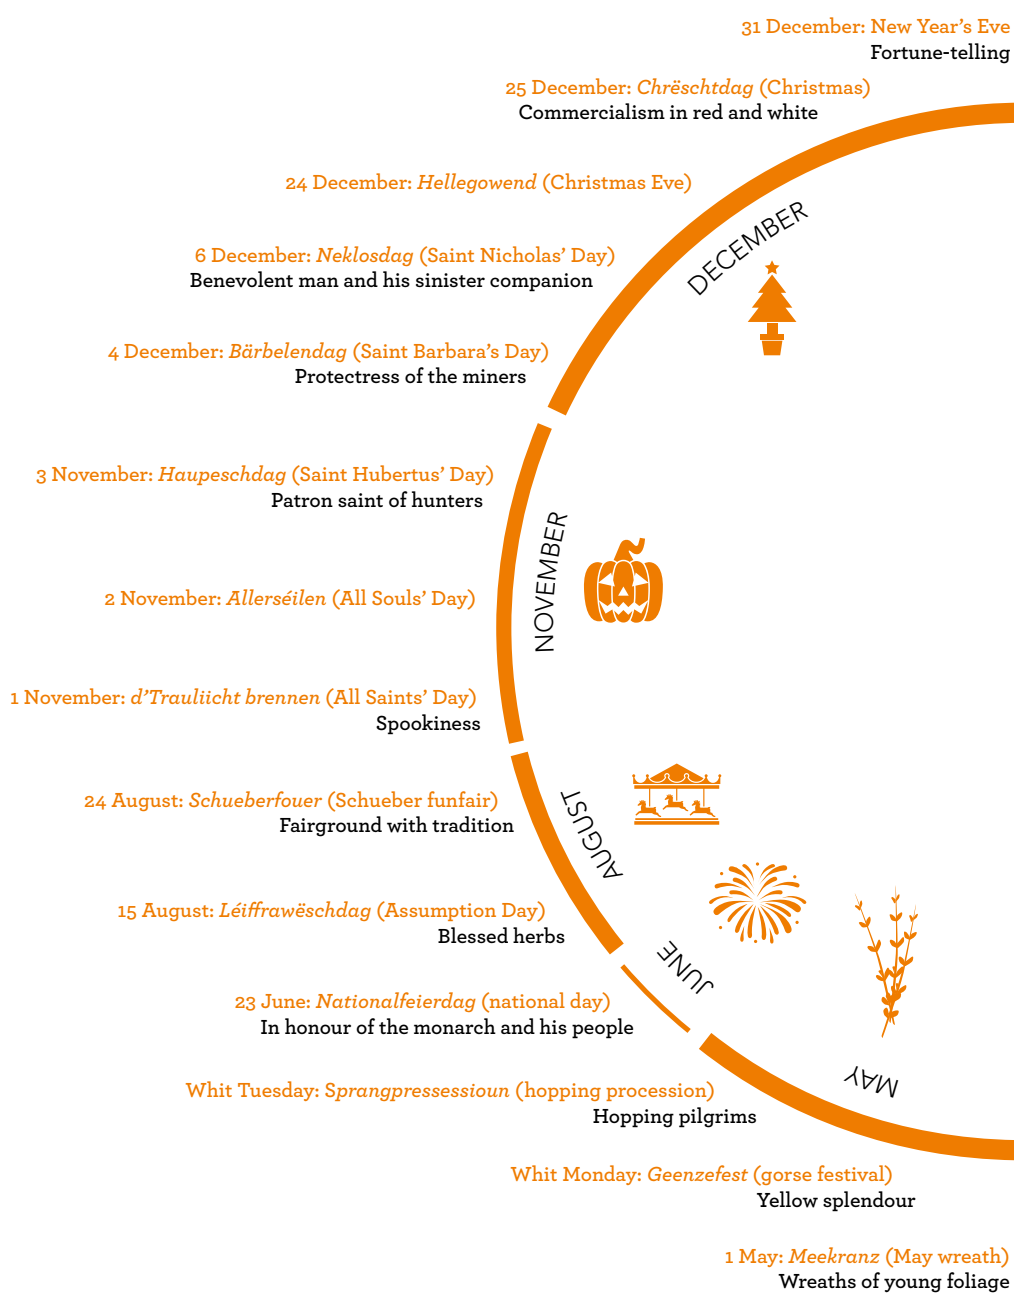 31 December: New Year’s Eve
Fortune-telling
25 December: Chrëschtdag (Christmas)
Commercialism in red and white
24 December: Hellegowend (Christmas Eve)
DECEMBER
6 December: Neklosdag (Saint Nicholas’ Day)
Benevolent man and his sinister companion
4 December: Bärbelendag (Saint Barbara’s Day)
Protectress of the miners
3 November: Haupeschdag (Saint Hubertus’ Day)
Patron saint of hunters
NOVEMBER
2 November: Allerséilen (All Souls’ Day)
1 November: d’Trauliicht brennen (All Saints’ Day)
Spookiness
24 August: Schueberfouer (Schueber funfair)
Fairground with tradition
AUGUST
15 August: Léiffrawëschdag (Assumption Day)
Blessed herbs
JUNE
23 June: Nationalfeierdag (national day)
In honour of the monarch and his people
MAY
Whit Tuesday: Sprangpressessioun (hopping procession)
Hopping pilgrims
Whit Monday: Geenzefest (gorse festival)
Yellow splendour
1 May: Meekranz (May wreath)
Wreaths of young foliage